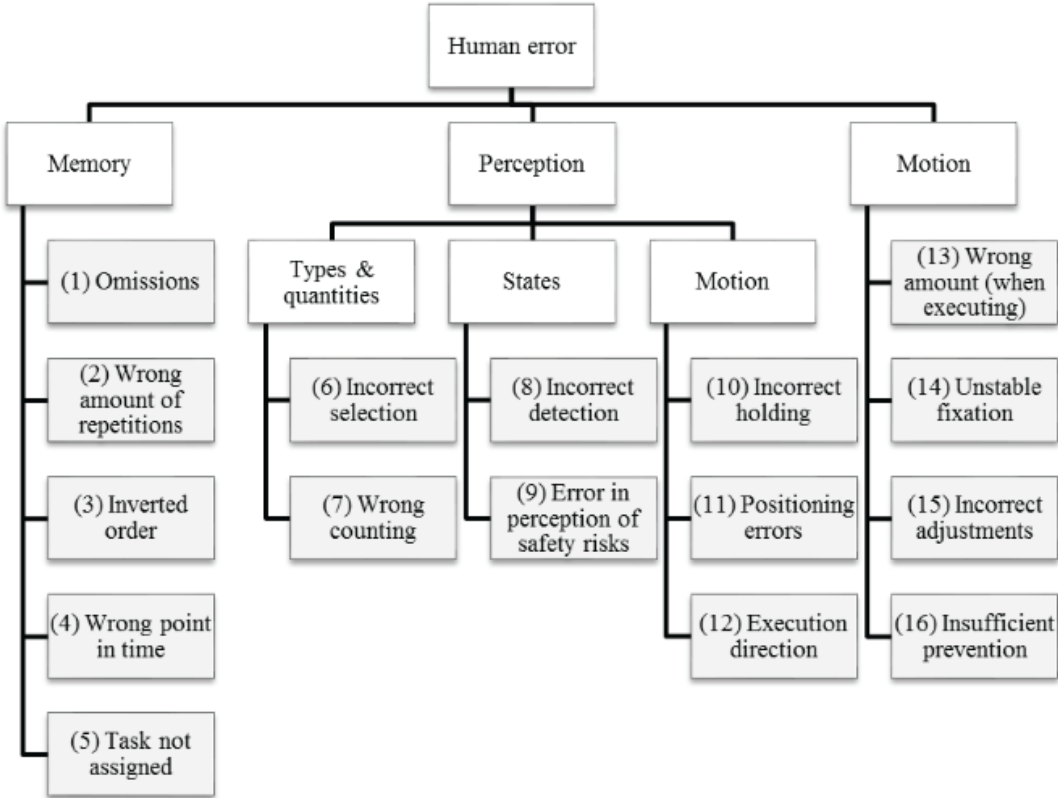 Human error
Memory
Perception
Motion
(1) Omissions
(2) Wrong
amount of
repetitions
(3) Inverted
order
(4) Wrong point
in time
(5) Task not
assigned
Types &
quantities
States
Motion
(6) Incorrect
selection
(7) Wrong
counting
(8) Incorrect
detection
(9) Error in
perception of
safety risks
(10) Incorrect
holding
(11) Positioning
errors
(12) Execution
direction
(13) Wrong
amount (when
executing)
(14) Unstable
fixation
(15) Incorrect
adjustments
(16) Insufficient
prevention